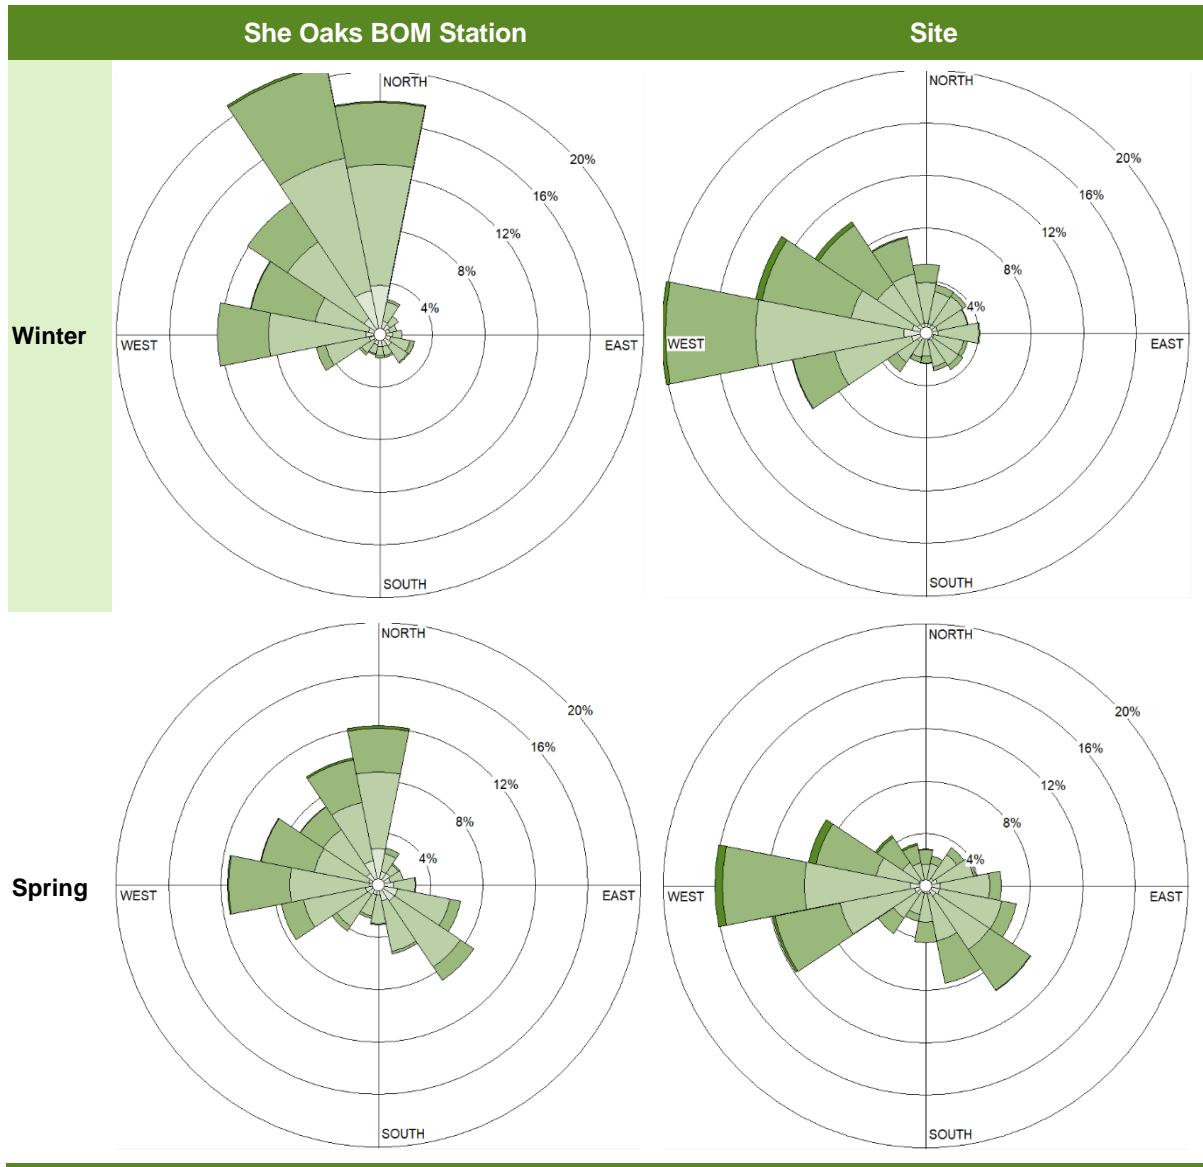 She Oaks BOM Station Site
Winter
NORTH
20%
16%
12%
8%
4%
WEST EAST
SOUTH
NORTH
20%
16%
12%
8%
4%
WEST EAST
SOUTH
Spring
NORTH
20%
16%
12%
8%
4%
WEST EAST
SOUTH
NORTH
20%
16%
12%
8%
4%
WEST EAST
SOUTH